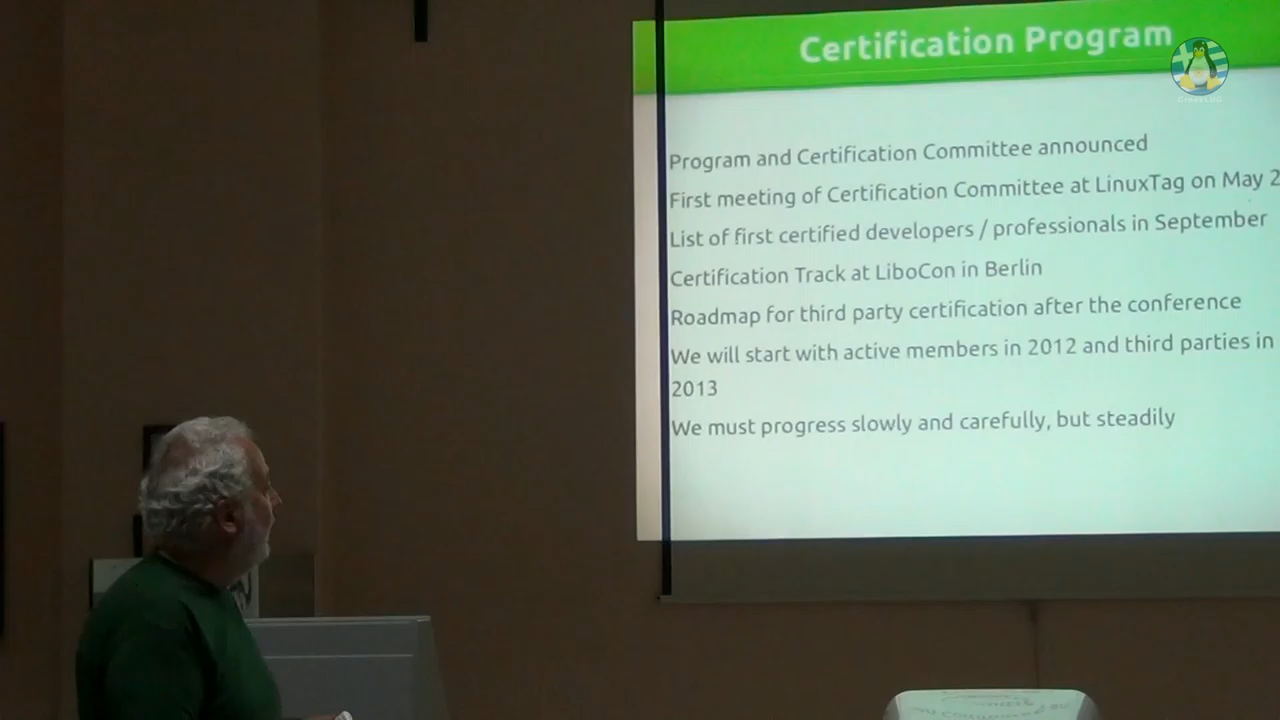 Certification Program
Program and Certification Committee announced
First meeting of Certification Committee at LinuxTag on May 2
List of first certified developers / professionals in September
Certification Track at LiboCon in Berlin
Roadmap for third party certification after the conference
We will start with active members in 2012 and third parties in
2013
We must progress slowly and carefully, but steadily